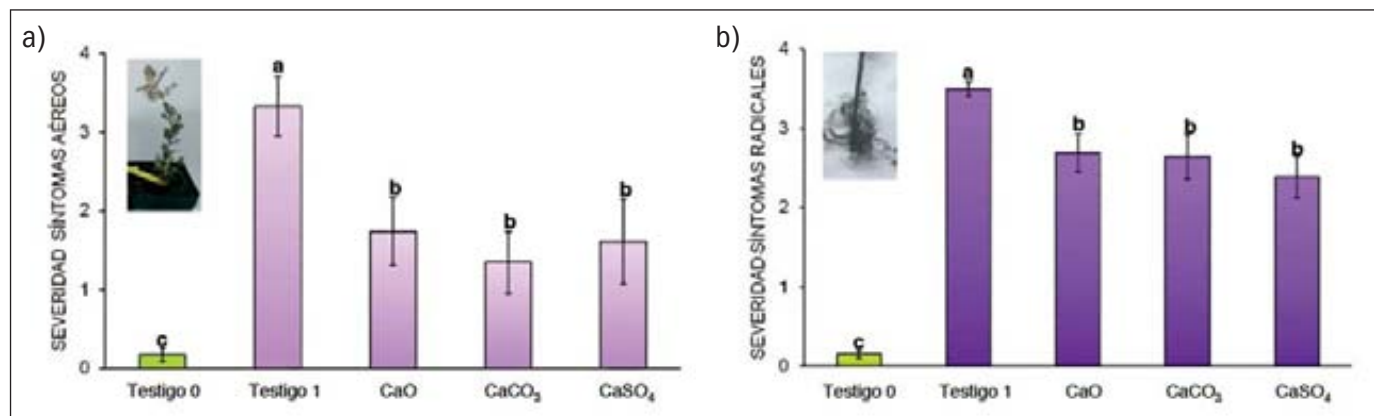 a)
SEVERIDAD SÍNTOMAS AÉREOS
4
3
2
1
0
c
a
b
b
b
Testigo 0
Testigo 1
CaO
CaCO₃
CaSO₄
b)
SEVERIDAD SÍNTOMAS RADICALES
4
3
2
1
0
c
a
b
b
b
Testigo 0
Testigo 1
CaO
CaCO₃
CaSO₄